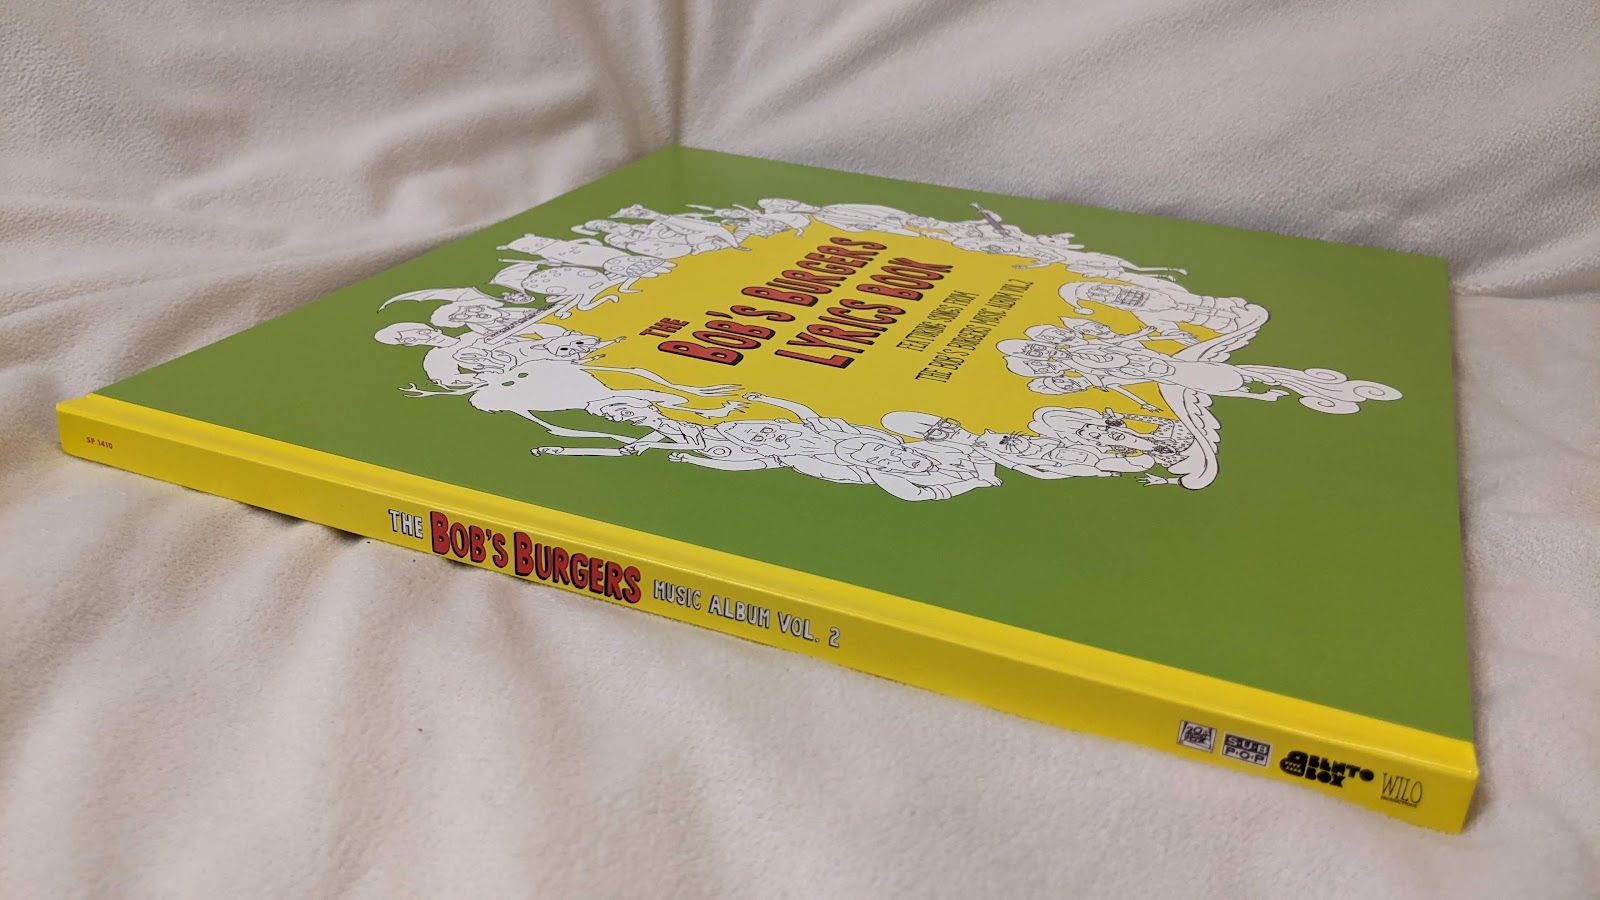 THE
BOB'S BURGERS
LYRICS BOOK
FEATURING SONGS FROM
THE BOB'S BURGERS MUSIC ALBUM VOL. 2
SP 1410
THE BOB'S BURGERS MUSIC ALBUM VOL. 2
SUB
POP
BENTO
BOX
WILO